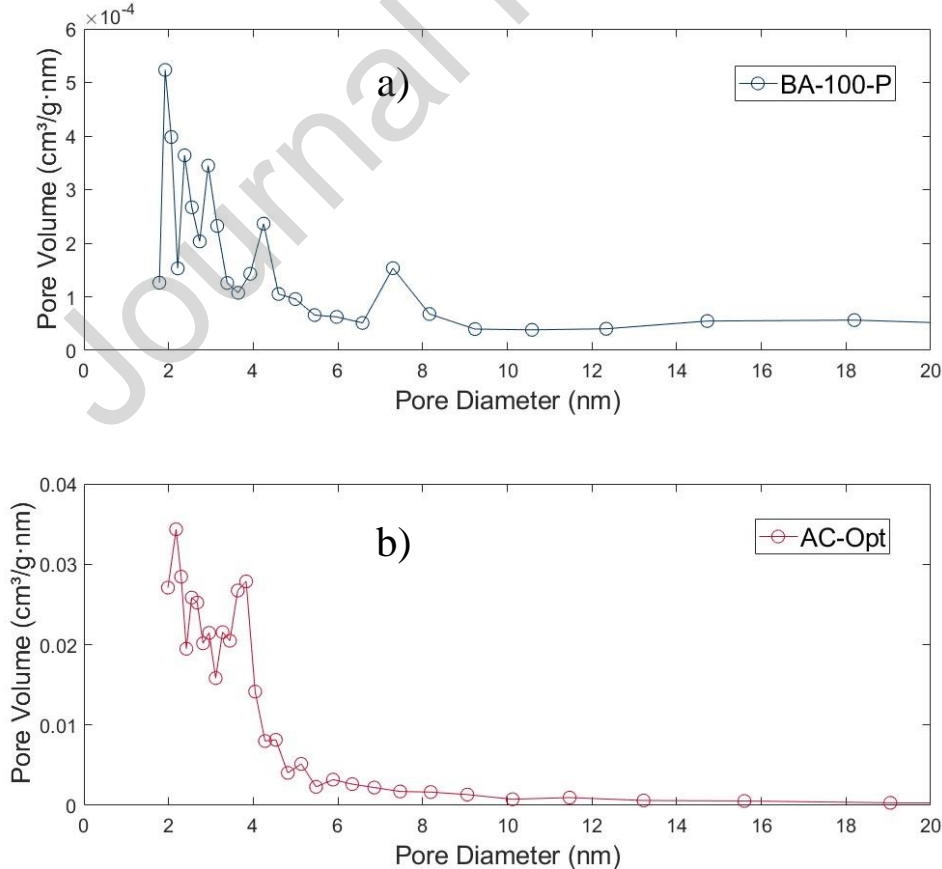 ×10⁻⁴
6
5
4
3
2
1
0
Pore Volume (cm³/g·nm)
a)
BA-100-P
0 2 4 6 8 10 12 14 16 18 20
Pore Diameter (nm)
Journal
0.04
0.03
0.02
0.01
0
Pore Volume (cm³/g·nm)
b)
AC-Opt
0 2 4 6 8 10 12 14 16 18 20
Pore Diameter (nm)